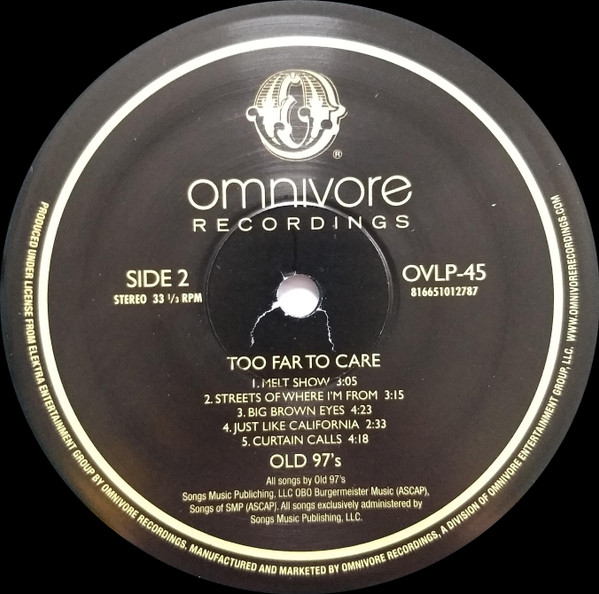 ®
omnivore
RECORDINGS
SIDE 2
STEREO 33 1/3 RPM
OVLP-45
816651012787
TOO FAR TO CARE
1. MELT SHOW 3:05
2. STREETS OF WHERE I'M FROM 3:15
3. BIG BROWN EYES 4:23
4. JUST LIKE CALIFORNIA 2:33
5. CURTAIN CALLS 4:18
OLD 97's
All songs by Old 97's
Songs Music Publiching, LLC OBO Burgermeister Music (ASCAP),
Songs of SMP (ASCAP). All songs exclusively administered by
Songs Music Publishing, LLC.
PRODUCED UNDER LICENSE FROM ELEKTRA ENTERTAINMENT GROUP BY OMNIVORE RECORDINGS. MANUFACTURED AND MARKETED BY OMNIVORE RECORDINGS, A DIVISION OF OMNIVORE ENTERTAINMENT GROUP, LLC. WWW.OMNIVORERECORDINGS.COM